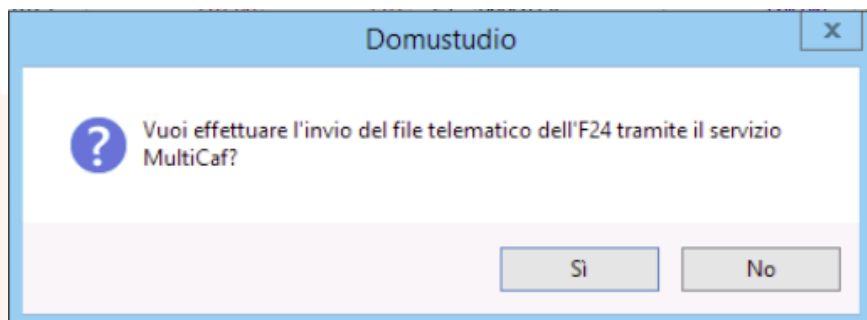 Domustudio
x
Vuoi effettuare l'invio del file telematico dell'F24 tramite il servizio
MultiCaf?
Sì
No